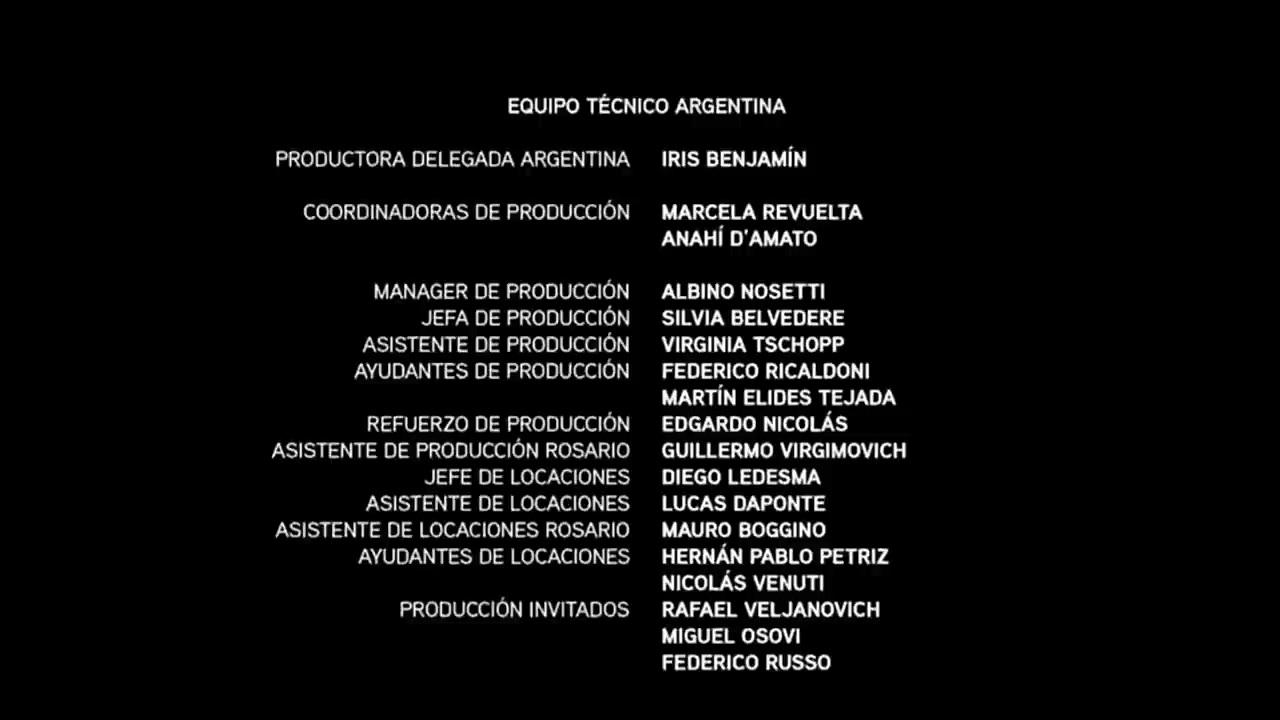 EQUIPO TÉCNICO ARGENTINA
PRODUCTORA DELEGADA ARGENTINA IRIS BENJAMÍN
COORDINADORAS DE PRODUCCIÓN MARCELA REVUELTA
ANAHÍ D'AMATO
MANAGER DE PRODUCCIÓN ALBINO NOSETTI
JEFA DE PRODUCCIÓN SILVIA BELVEDERE
ASISTENTE DE PRODUCCIÓN VIRGINIA TSCHOPP
AYUDANTES DE PRODUCCIÓN FEDERICO RICALDONI
MARTÍN ELIDES TEJADA
REFUERZO DE PRODUCCIÓN EDGARDO NICOLÁS
ASISTENTE DE PRODUCCIÓN ROSARIO GUILLERMO VIRGIMOVICH
JEFE DE LOCACIONES DIEGO LEDESMA
ASISTENTE DE LOCACIONES LUCAS DAPONTE
ASISTENTE DE LOCACIONES ROSARIO MAURO BOGGINO
AYUDANTES DE LOCACIONES HERNÁN PABLO PETRIZ
NICOLÁS VENUTI
PRODUCCIÓN INVITADOS RAFAEL VELJANOVICH
MIGUEL OSOVI
FEDERICO RUSSO